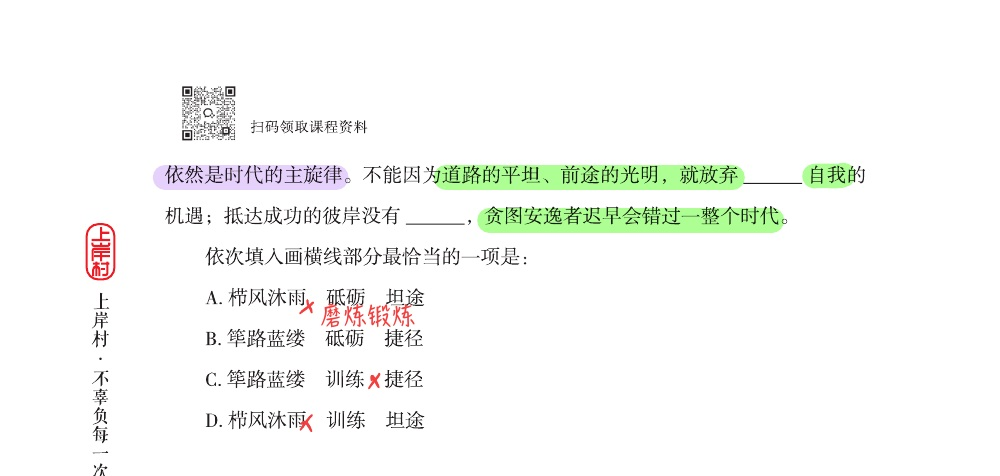 扫码领取课程资料
依然是时代的主旋律。不能因为道路的平坦、前途的光明，就放弃______自我的
机遇；抵达成功的彼岸没有______，贪图安逸者迟早会错过一整个时代。
依次填入画横线部分最恰当的一项是：
A. 栉风沐雨 砥砺 坦途
磨炼锻炼
B. 筚路蓝缕 砥砺 捷径
C. 筚路蓝缕 训练 捷径
D. 栉风沐雨 训练 坦途
上岸村
上岸村·不辜负每一次